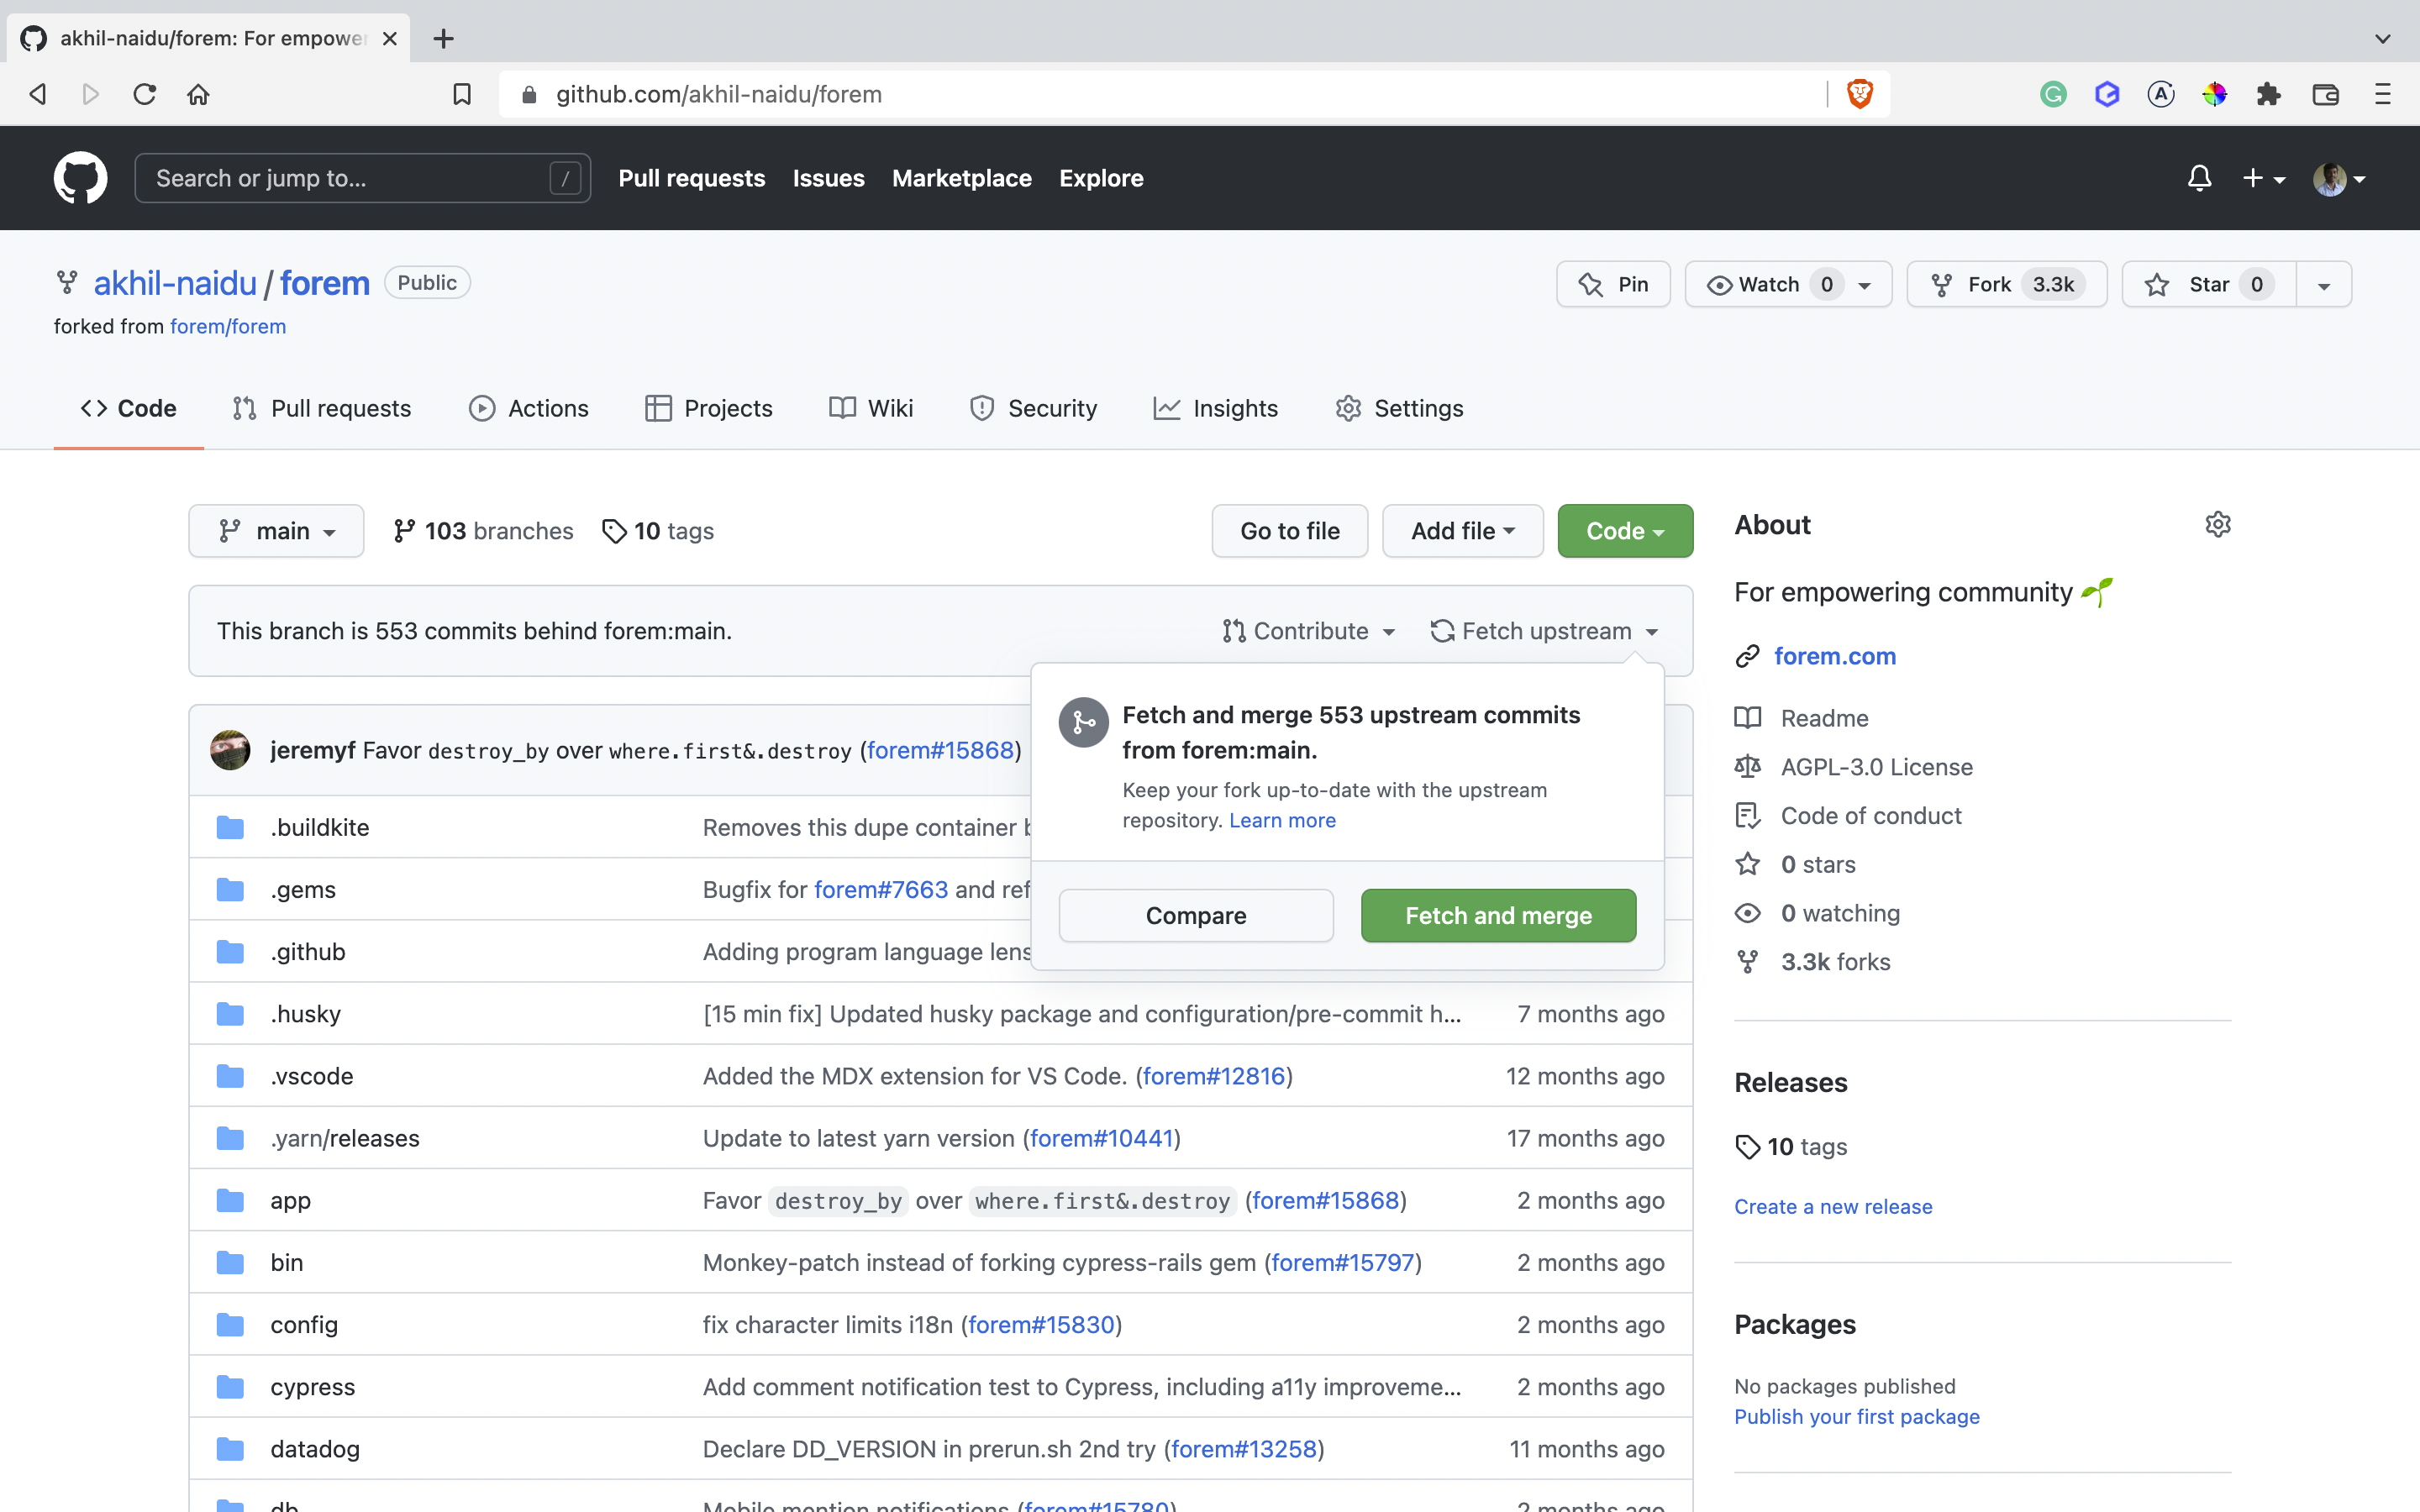 akhil-naidu/forem: For empower
github.com/akhil-naidu/forem
Search or jump to... /
Pull requests Issues Marketplace Explore
akhil-naidu / forem Public
forked from forem/forem
Pin Watch 0 Fork 3.3k Star 0
Code Pull requests Actions Projects Wiki Security Insights Settings
main 103 branches 10 tags Go to file Add file Code
This branch is 553 commits behind forem:main. Contribute Fetch upstream
Fetch and merge 553 upstream commits
from forem:main.
Keep your fork up-to-date with the upstream
repository. Learn more
Compare Fetch and merge
jeremyf Favor destroy_by over where.first&.destroy (forem#15868)
.buildkite Removes this dupe container
.gems Bugfix for forem#7663 and ref
.github Adding program language lens
.husky [15 min fix] Updated husky package and configuration/pre-commit h... 7 months ago
.vscode Added the MDX extension for VS Code. (forem#12816) 12 months ago
.yarn/releases Update to latest yarn version (forem#10441) 17 months ago
app Favor destroy_by over where.first&.destroy (forem#15868) 2 months ago
bin Monkey-patch instead of forking cypress-rails gem (forem#15797) 2 months ago
config fix character limits i18n (forem#15830) 2 months ago
cypress Add comment notification test to Cypress, including a11y improveme... 2 months ago
datadog Declare DD_VERSION in prerun.sh 2nd try (forem#13258) 11 months ago
db Mobile mention notifications (forem#15780) 2 months ago
About
For empowering community
forem.com
Readme
AGPL-3.0 License
Code of conduct
0 stars
0 watching
3.3k forks
Releases
10 tags
Create a new release
Packages
No packages published
Publish your first package